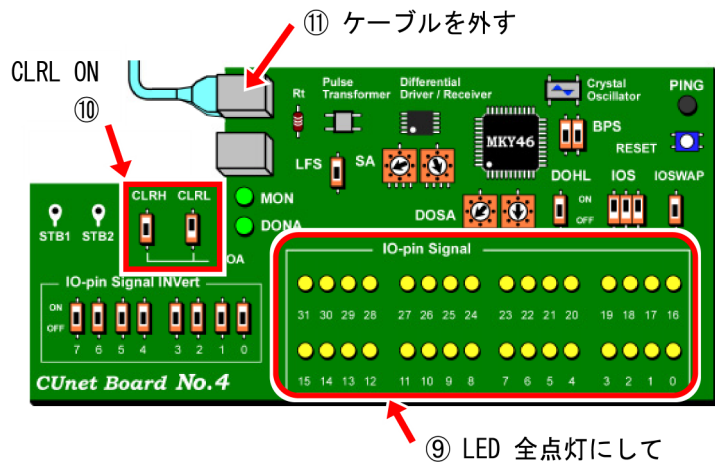 ⑪ ケーブルを外す
CLRL ON
⑩
Rt
Pulse
Transformer
Differential
Driver / Receiver
Crystal
Oscillator
PING
MKY46
BPS
RESET
LFS
SA
DOHL
IOS
IOSWAP
ON
OFF
DOSA
CLRH CLRL
MON
DONA
STB1 STB2
OA
IO-pin Signal
31 30 29 28 27 26 25 24 23 22 21 20 19 18 17 16
15 14 13 12 11 10 9 8 7 6 5 4 3 2 1 0
IO-pin Signal INVert
ON
OFF
7 6 5 4 3 2 1 0
CUnet Board No.4
⑨ LED 全点灯にして